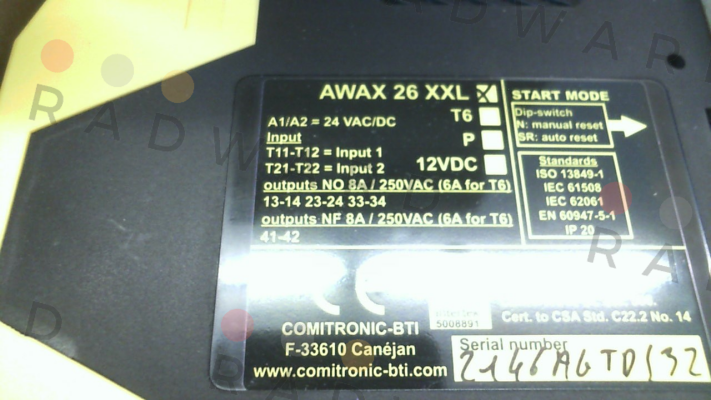 AWAX 26 XXL
T6
A1/A2 = 24 VAC/DC
P
Input
T11-T12 = Input 1
12VDC
T21-T22 = Input 2
outputs NO 8A / 250VAC (6A for T6)
13-14 23-24 33-34
outputs NF 8A / 250VAC (6A for T6)
41-42
START MODE
Dip-switch
N: manual reset
SR: auto reset
Standards
ISO 13849-1
IEC 61508
IEC 62061
EN 60947-5-1
IP 20
CE
5008891
Cert. to CSA Std. C22.2 No. 14
COMITRONIC-BTI
F-33610 Canéjan
www.comitronic-bti.com
Serial number
RADWARD
RADWAR
RA
D